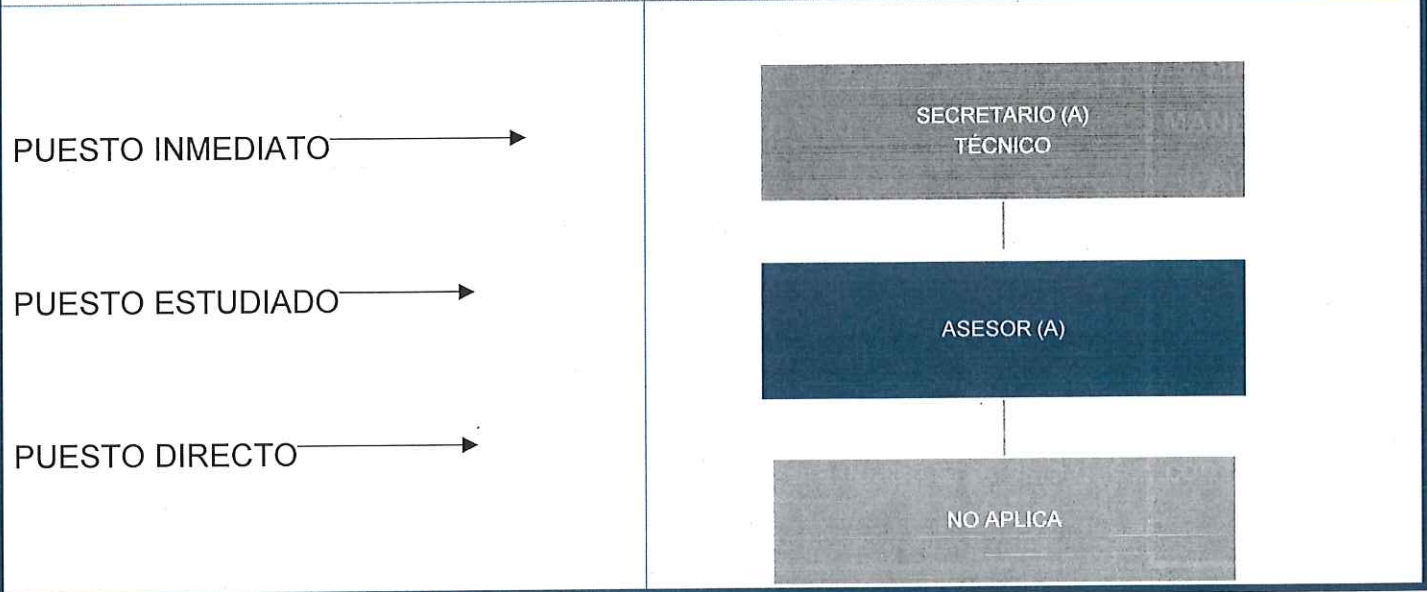 PUESTO INMEDIATO
SECRETARIO (A)
TÉCNICO
PUESTO ESTUDIADO
ASESOR (A)
PUESTO DIRECTO
NO APLICA